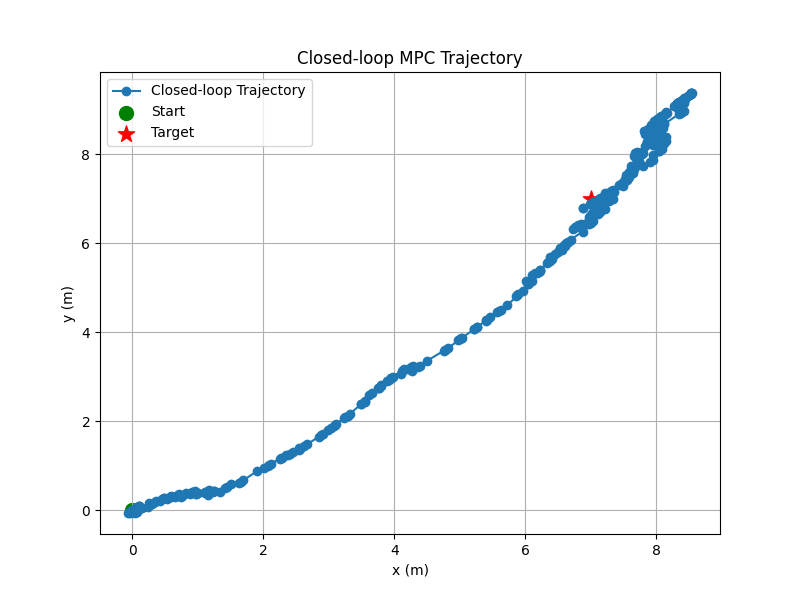 Closed-loop MPC Trajectory
Closed-loop Trajectory
Start
Target
y (m)
8
6
4
2
0
0 2 4 6 8
x (m)